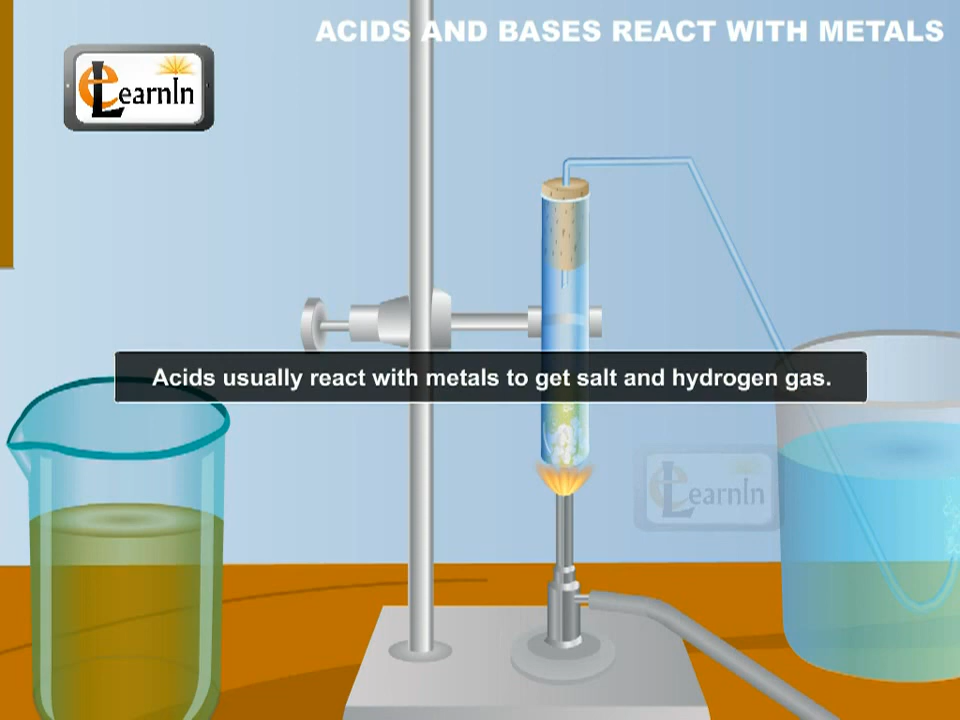 ACIDS AND BASES REACT WITH METALS
eLearnIn
Acids usually react with metals to get salt and hydrogen gas.
eLearnIn